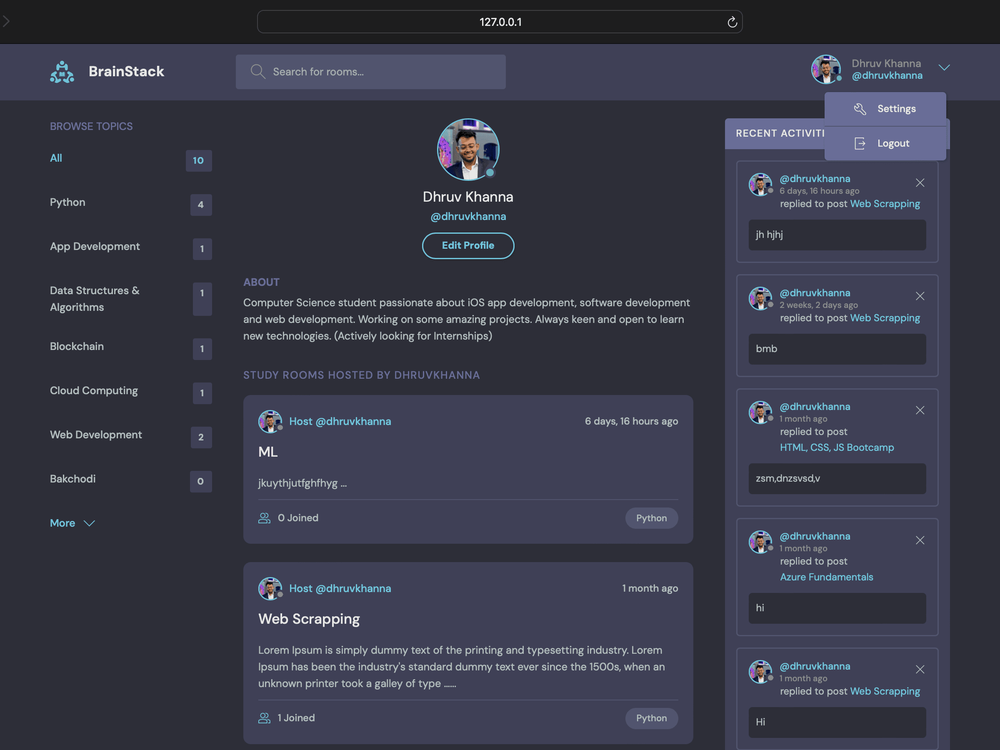 127.0.0.1
BrainStack
Search for rooms...
Dhruv Khanna
@dhruvkhanna
Settings
Logout
BROWSE TOPICS
All
10
Python
4
App Development
1
Data Structures &
Algorithms
1
Blockchain
1
Cloud Computing
1
Web Development
2
Bakchodi
0
More
Dhruv Khanna
@dhruvkhanna
Edit Profile
ABOUT
Computer Science student passionate about iOS app development, software development
and web development. Working on some amazing projects. Always keen and open to learn
new technologies. (Actively looking for Internships)
STUDY ROOMS HOSTED BY DHRUVKHANNA
Host @dhruvkhanna
6 days, 16 hours ago
ML
jkuythjutfghfhyg ...
0 Joined
Python
Host @dhruvkhanna
1 month ago
Web Scrapping
Lorem Ipsum is simply dummy text of the printing and typesetting industry. Lorem
Ipsum has been the industry's standard dummy text ever since the 1500s, when an
unknown printer took a galley of type ......
1 Joined
Python
RECENT ACTIVITI
@dhruvkhanna
6 days, 16 hours ago
replied to post Web Scrapping
jh hjhj
@dhruvkhanna
2 weeks, 2 days ago
replied to post Web Scrapping
bmb
@dhruvkhanna
1 month ago
replied to post
HTML, CSS, JS Bootcamp
zsm,dnzsvsd,v
@dhruvkhanna
1 month ago
replied to post
Azure Fundamentals
hi
@dhruvkhanna
1 month ago
replied to post Web Scrapping
Hi